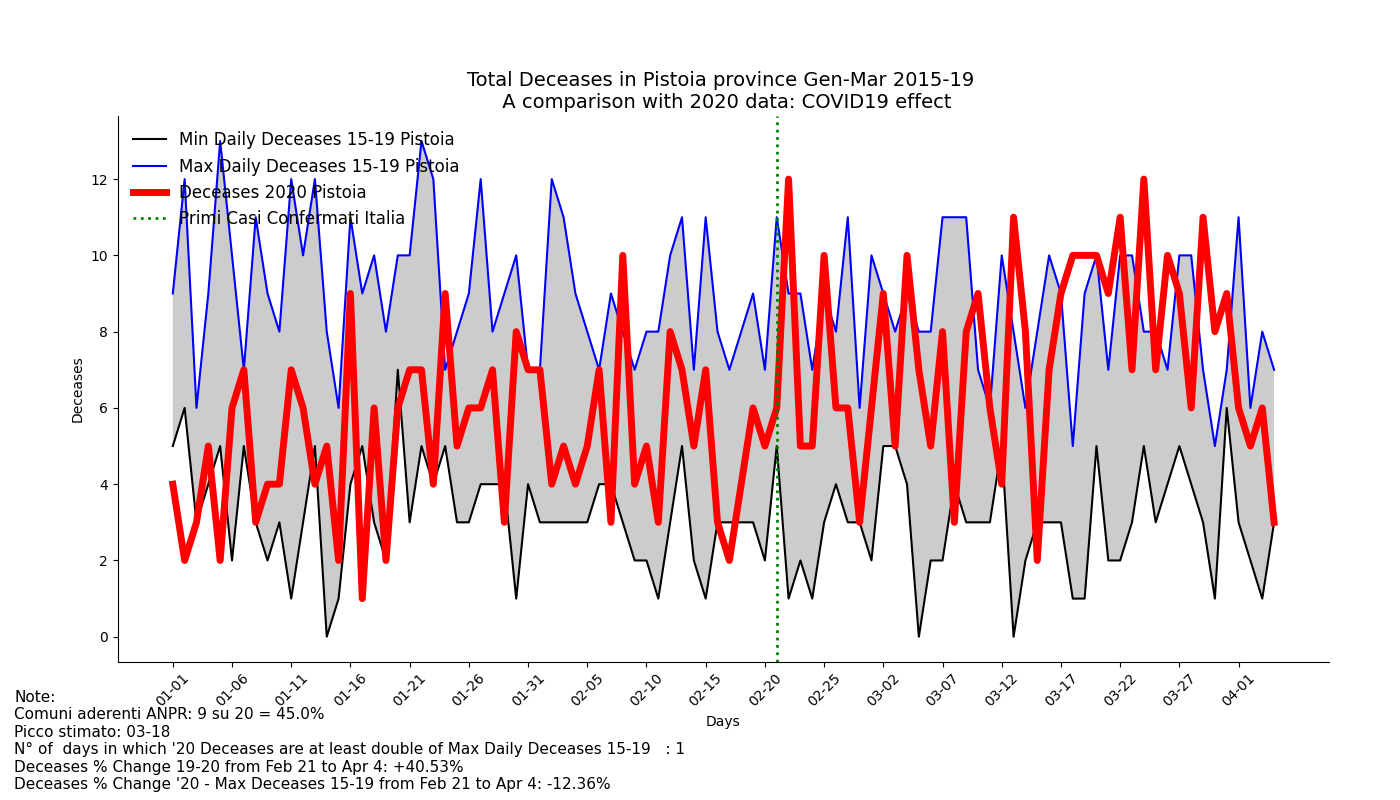 Total Deceases in Pistoia province Gen-Mar 2015-19
A comparison with 2020 data: COVID19 effect
Min Daily Deceases 15-19 Pistoia
Max Daily Deceases 15-19 Pistoia
Deceases 2020 Pistoia
Primi Casi Confermati Italia
Deceases
12
10
8
6
4
2
0
01-01 01-06 01-11 01-16 01-21 01-26 01-31 02-05 02-10 02-15 02-20 02-25 03-02 03-07 03-12 03-17 03-22 03-27 04-01
Days
Note:
Comuni aderenti ANPR: 9 su 20 = 45.0%
Picco stimato: 03-18
N° of  days in which '20 Deceases are at least double of Max Daily Deceases 15-19   : 1
Deceases % Change 19-20 from Feb 21 to Apr 4: +40.53%
Deceases % Change '20 - Max Deceases 15-19 from Feb 21 to Apr 4: -12.36%